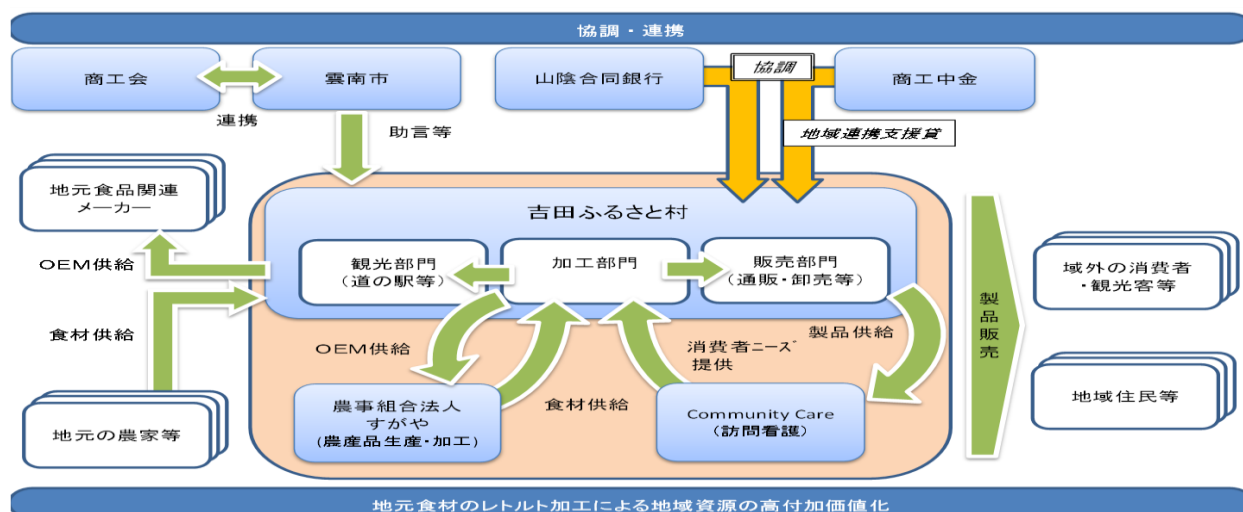 協調・連携
商工会
雲南市
山陰合同銀行
協調
商工中金
連携
助言等
地域連携支援貸
地元食品関連
メーカー
吉田ふるさと村
OEM供給
観光部門
(道の駅等)
加工部門
販売部門
(通販・卸売等)
域外の消費者
・観光客等
製品販売
食材供給
OEM供給
消費者ニーズ
提供
製品供給
農事組合法人
すがや
(農産品生産・加工)
食材供給
Community Care
(訪問看護)
地域住民等
地元の農家等
地元食材のレトルト加工による地域資源の高付加価値化